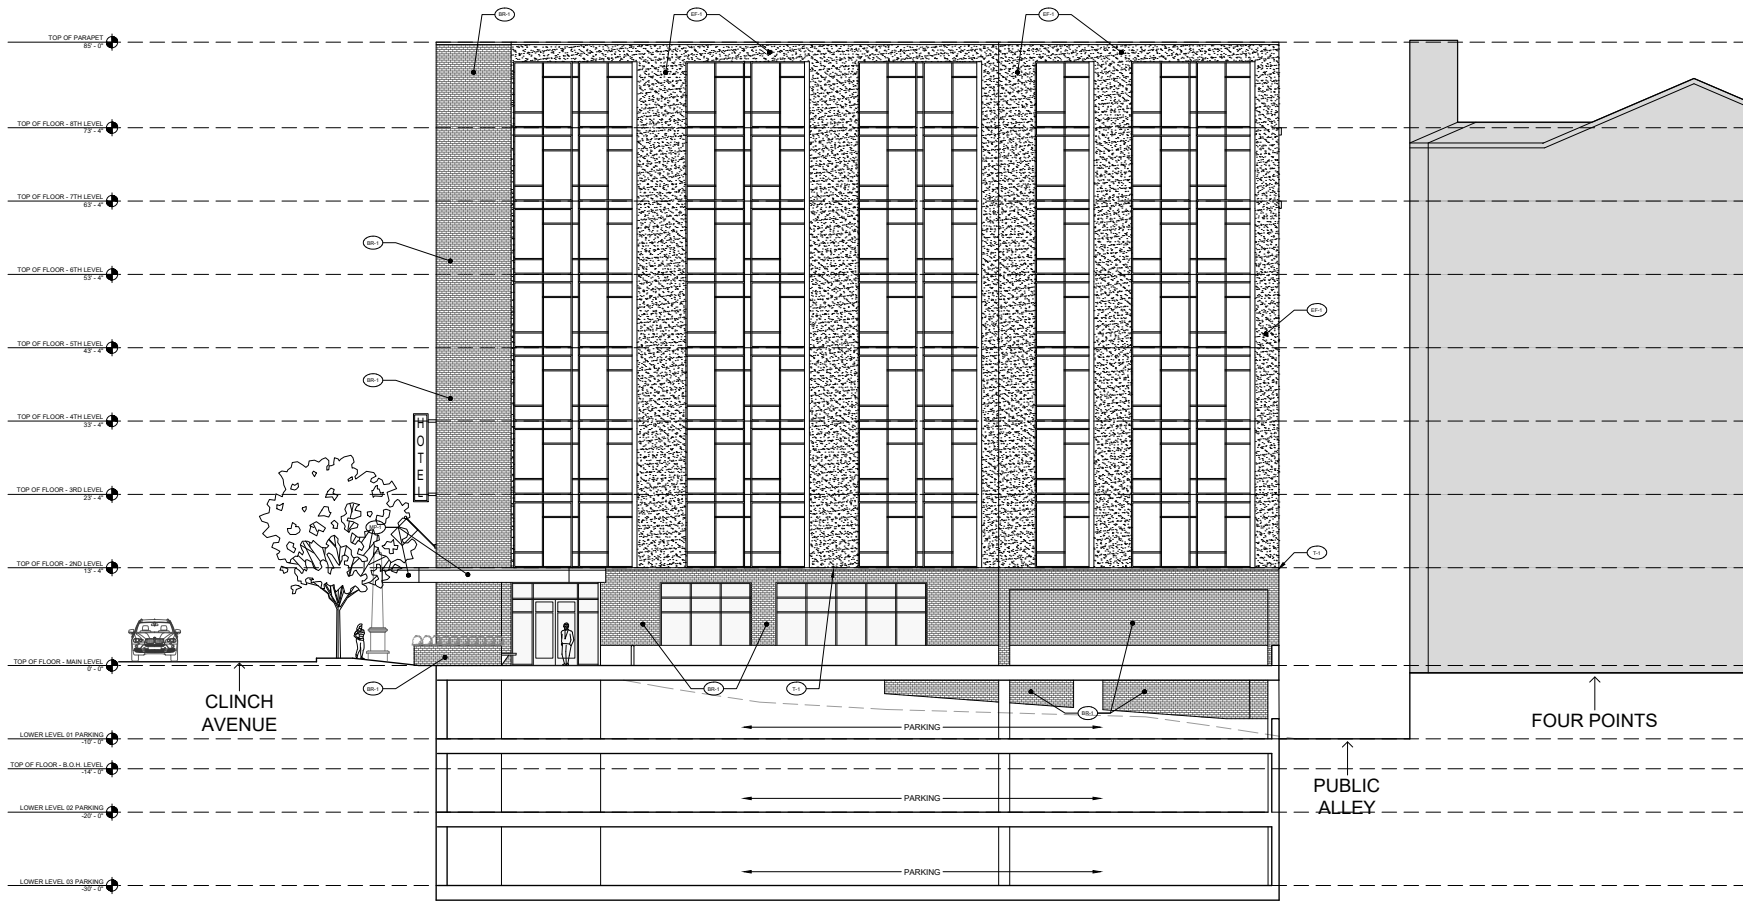 BR-1
EF-1
EF-1
TOP OF PARAPET
85' - 0"
TOP OF FLOOR - 8TH LEVEL
73' - 4"
TOP OF FLOOR - 7TH LEVEL
63' - 4"
BR-1
TOP OF FLOOR - 6TH LEVEL
53' - 4"
EF-1
TOP OF FLOOR - 5TH LEVEL
43' - 4"
BR-1
TOP OF FLOOR - 4TH LEVEL
33' - 4"
HOTEL
TOP OF FLOOR - 3RD LEVEL
23' - 4"
T-1
TOP OF FLOOR - 2ND LEVEL
13' - 4"
TOP OF FLOOR - MAIN LEVEL
0' - 0"
BR-1
BR-1
T-1
CLINCH
AVENUE
BR-1
FOUR POINTS
PARKING
LOWER LEVEL 01 PARKING
-10' - 0"
TOP OF FLOOR - B.O.H. LEVEL
-14' - 0"
PUBLIC
ALLEY
PARKING
LOWER LEVEL 02 PARKING
-20' - 0"
PARKING
LOWER LEVEL 03 PARKING
-30' - 0"